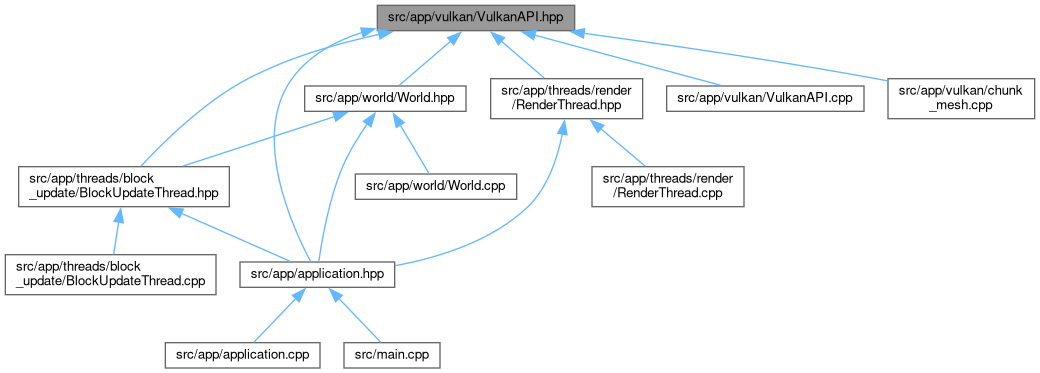 src/app/vulkan/VulkanAPI.hpp
src/app/world/World.hpp
src/app/threads/render
/RenderThread.hpp
src/app/vulkan/VulkanAPI.cpp
src/app/vulkan/chunk
_mesh.cpp
src/app/threads/block
_update/BlockUpdateThread.hpp
src/app/world/World.cpp
src/app/threads/render
/RenderThread.cpp
src/app/threads/block
_update/BlockUpdateThread.cpp
src/app/application.hpp
src/app/application.cpp
src/main.cpp